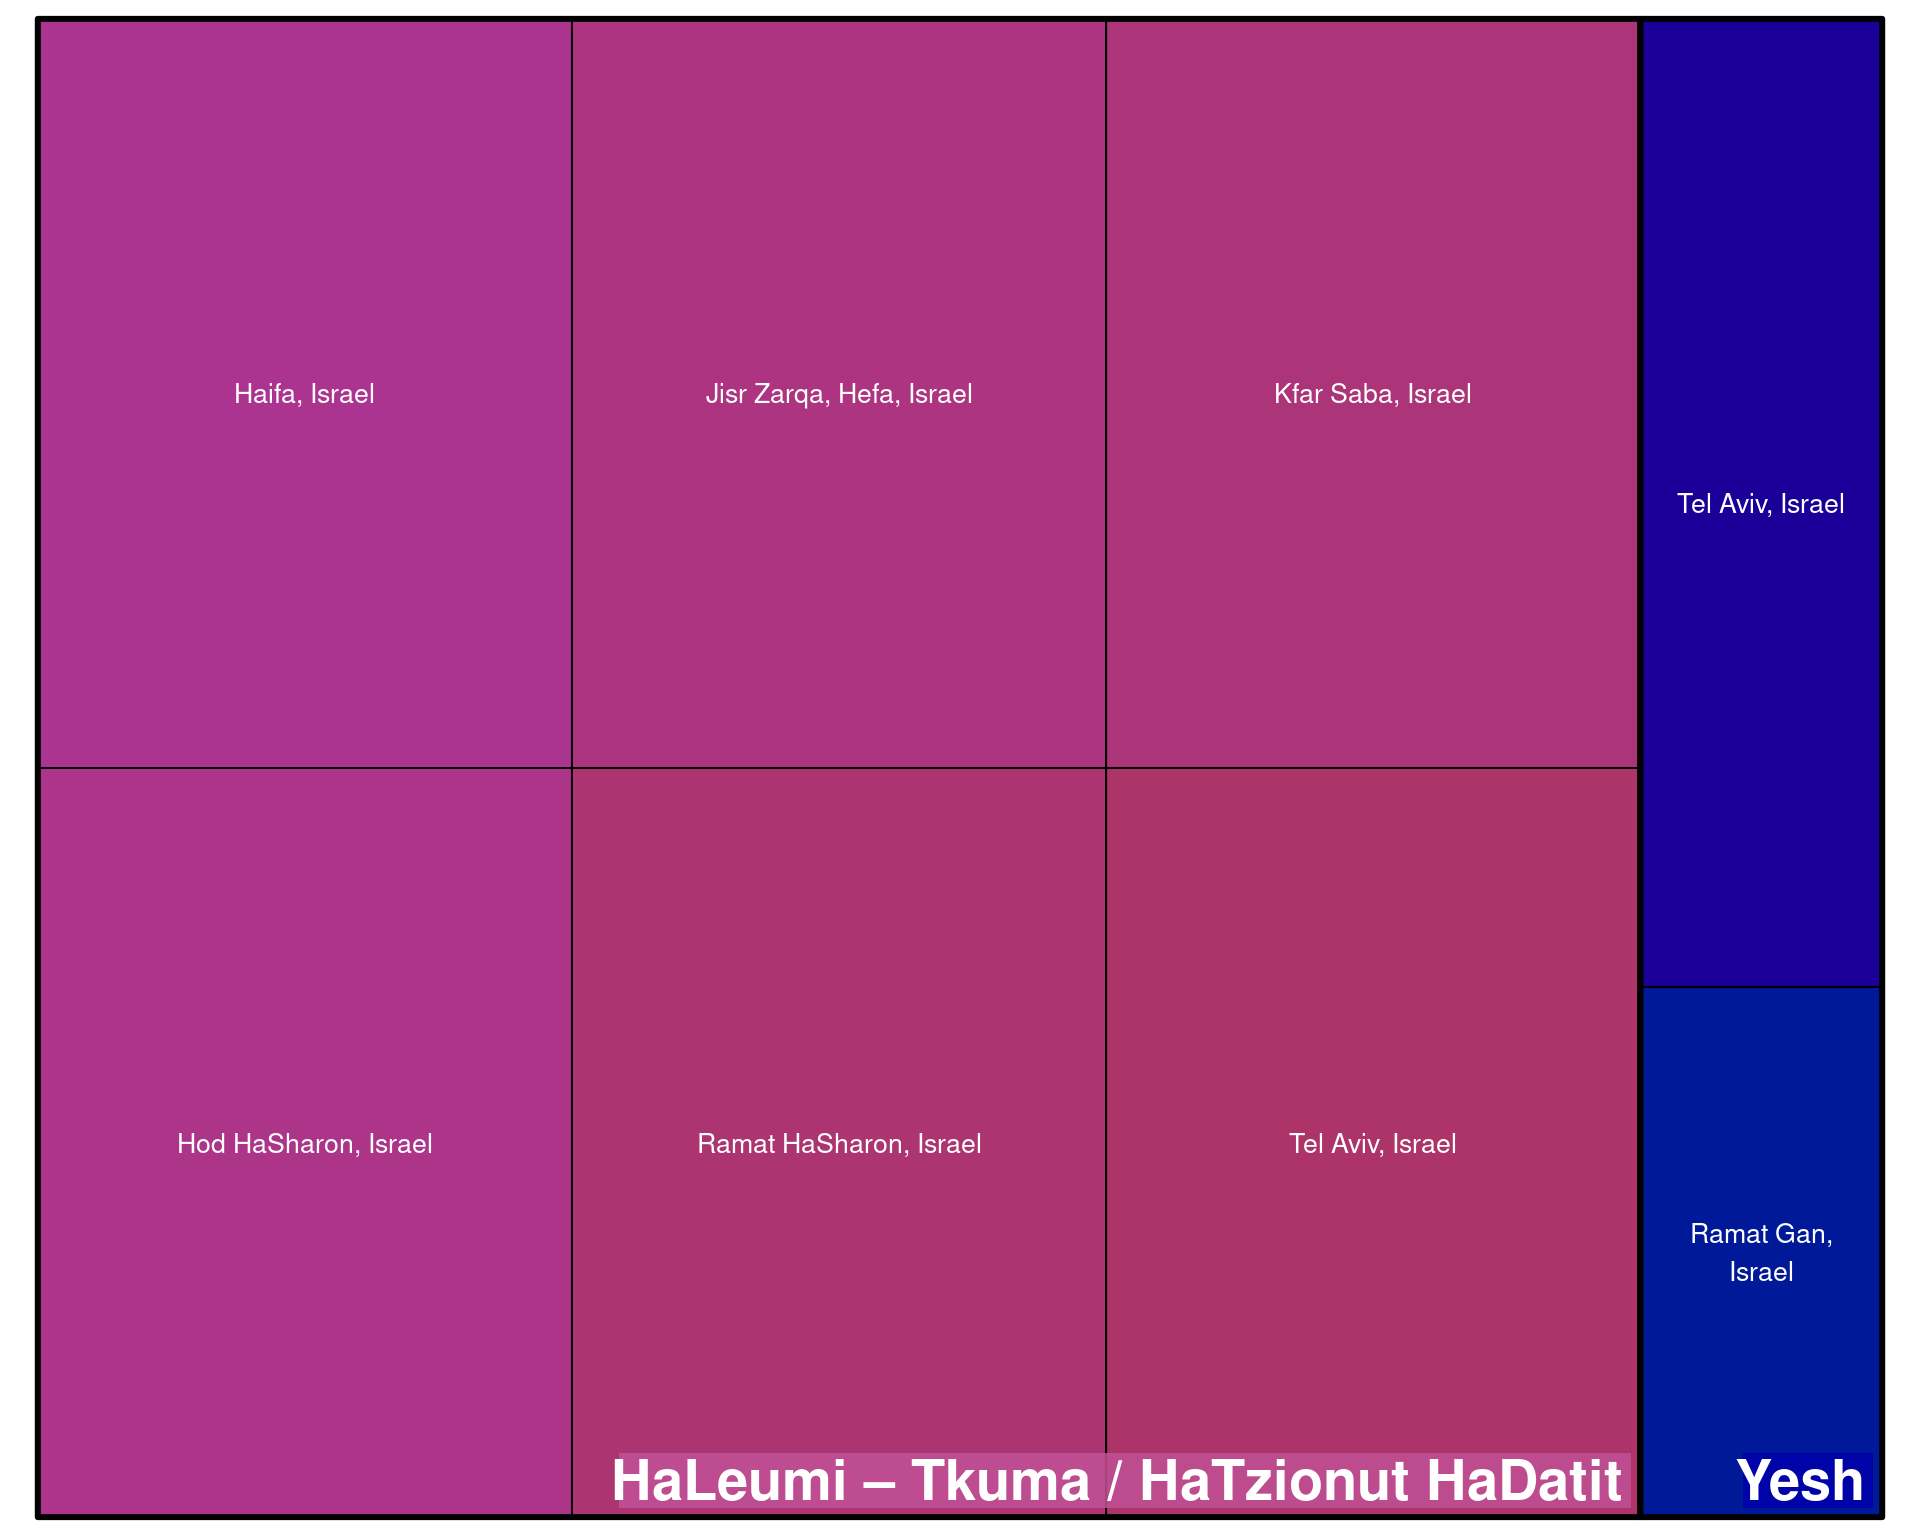 Haifa, Israel
Jisr Zarqa, Hefa, Israel
Kfar Saba, Israel
Tel Aviv, Israel
Hod HaSharon, Israel
Ramat HaSharon, Israel
Tel Aviv, Israel
Ramat Gan,
Israel
HaLeumi – Tkuma / HaTzionut HaDatit
Yesh